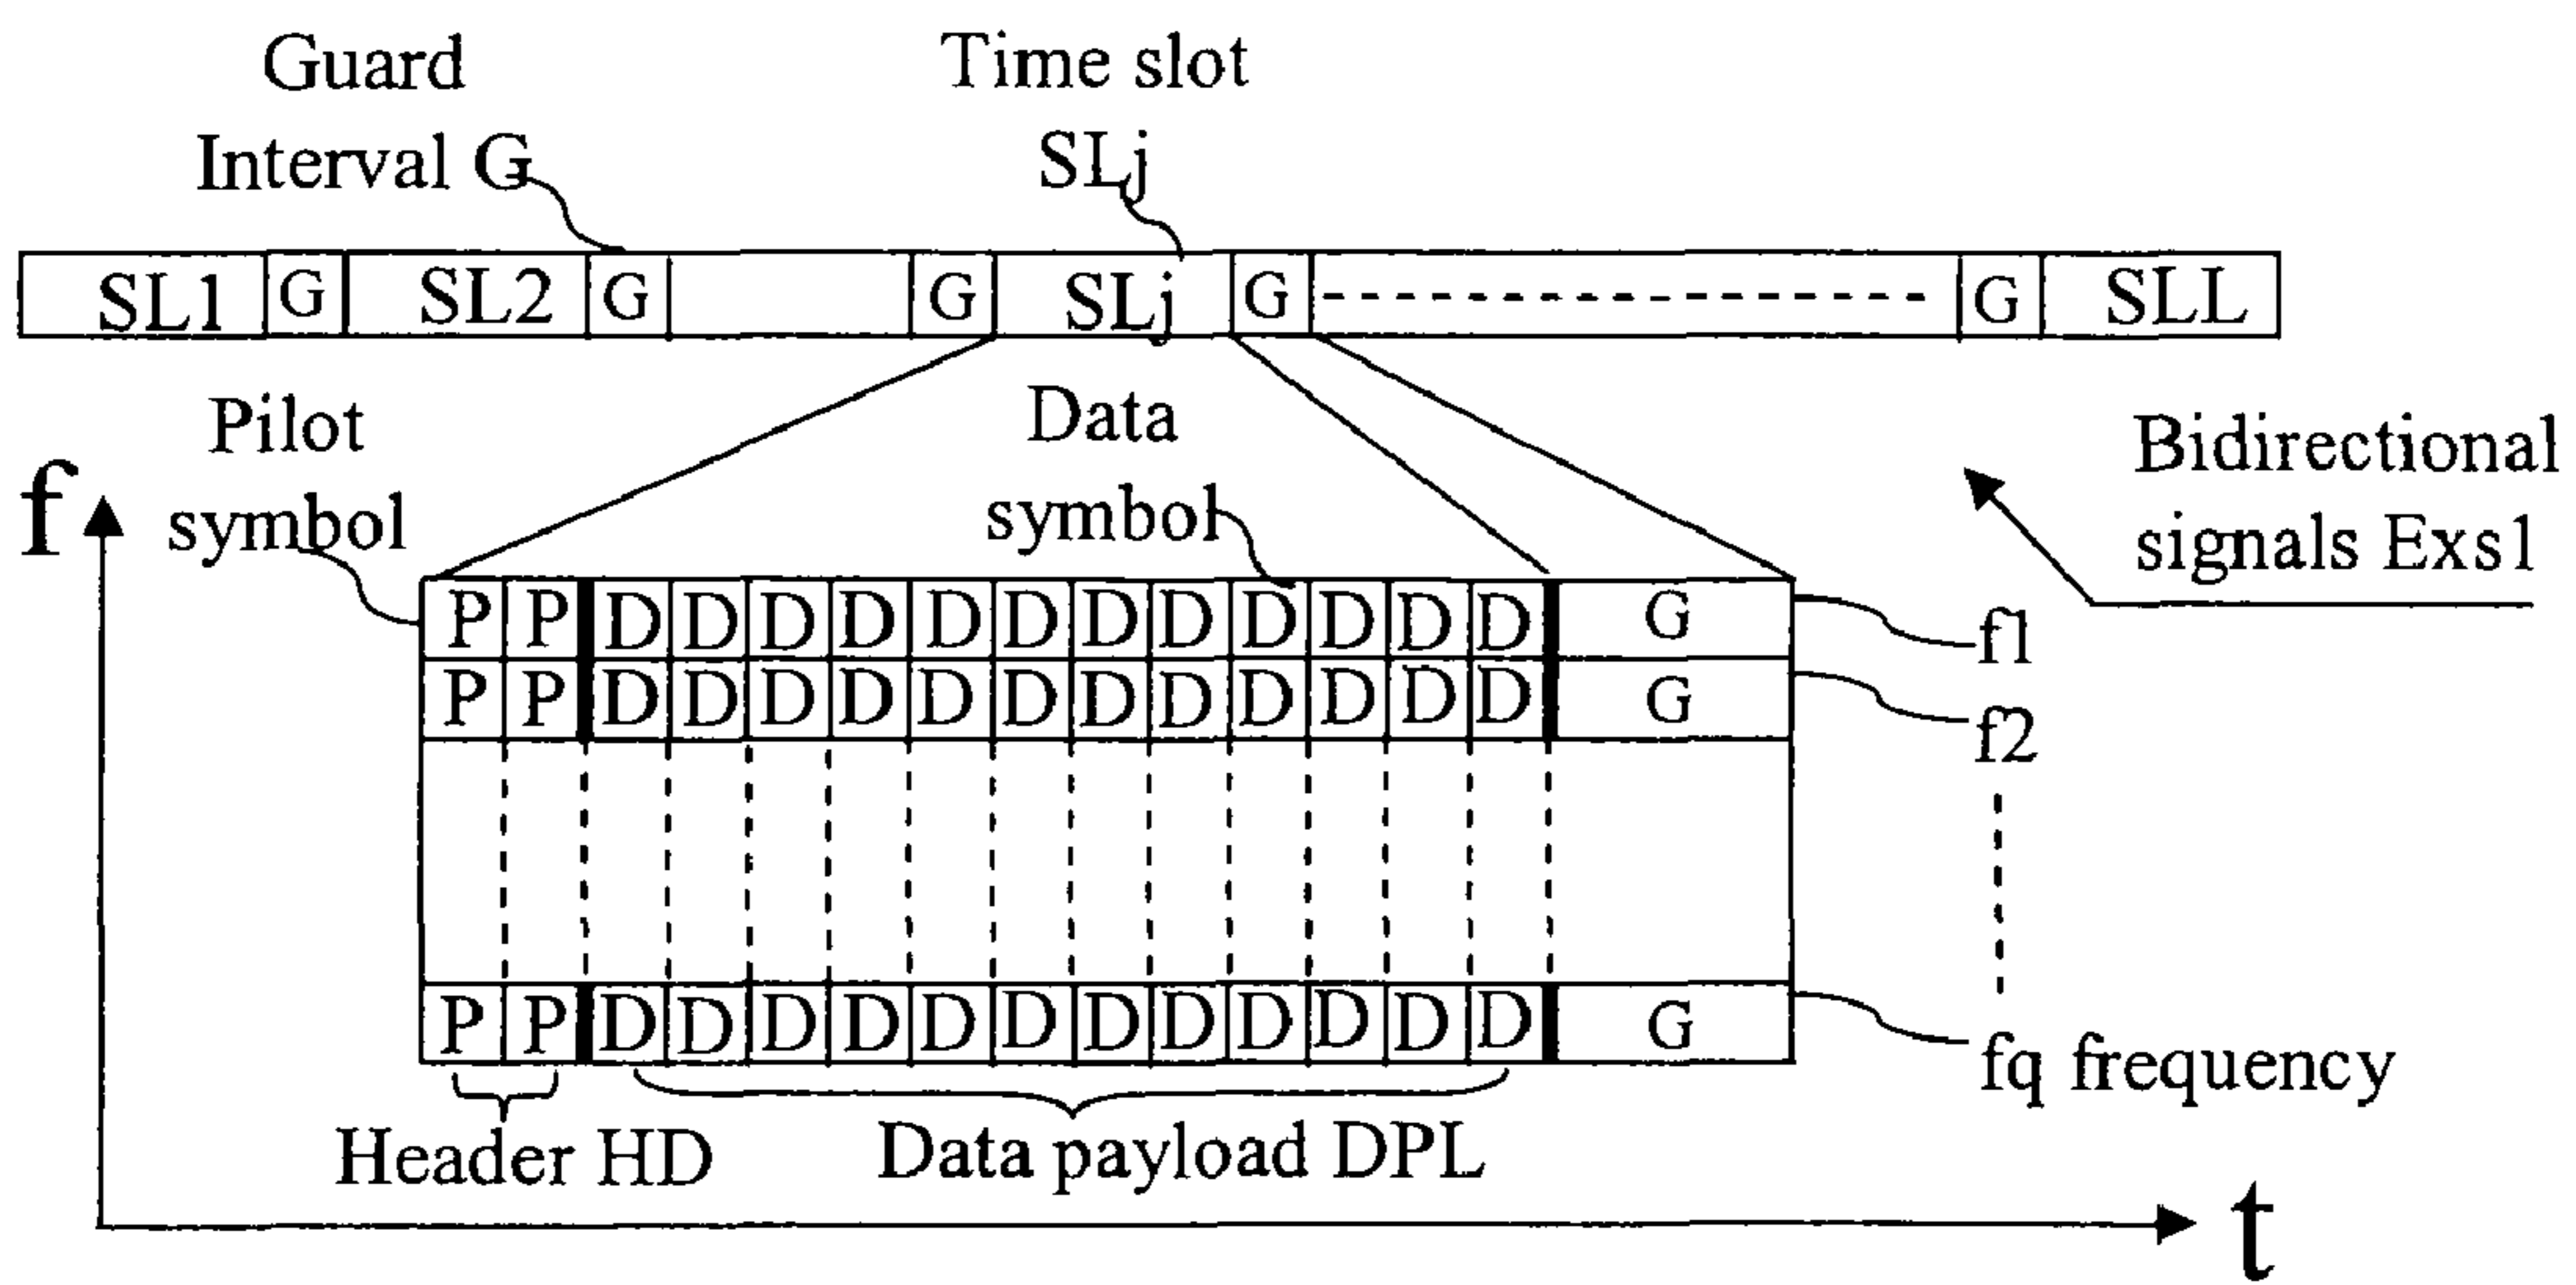 Guard
Interval G
Time slot
SLj
SL1 G SL2 G G SLj G G SLL
Pilot
symbol
Data
symbol
Bidirectional
signals Exs1
f
P P D D D D D D D D D D D D G
f1
P P D D D D D D D D D D D D G
f2
P P D D D D D D D D D D D D G
fq frequency
Header HD
Data payload DPL
t